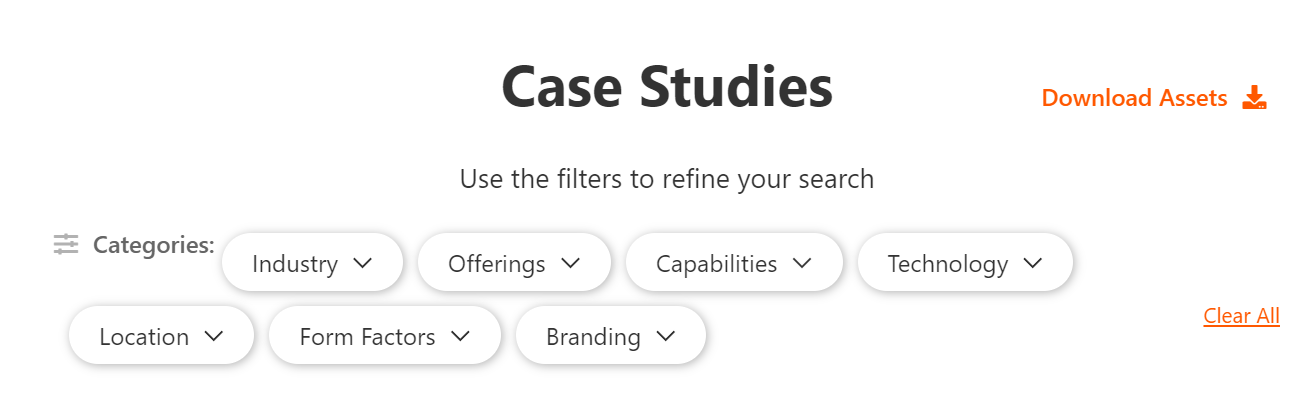 Case Studies
Download Assets
Use the filters to refine your search
Categories: Industry Offerings Capabilities Technology
Location Form Factors Branding
Clear All